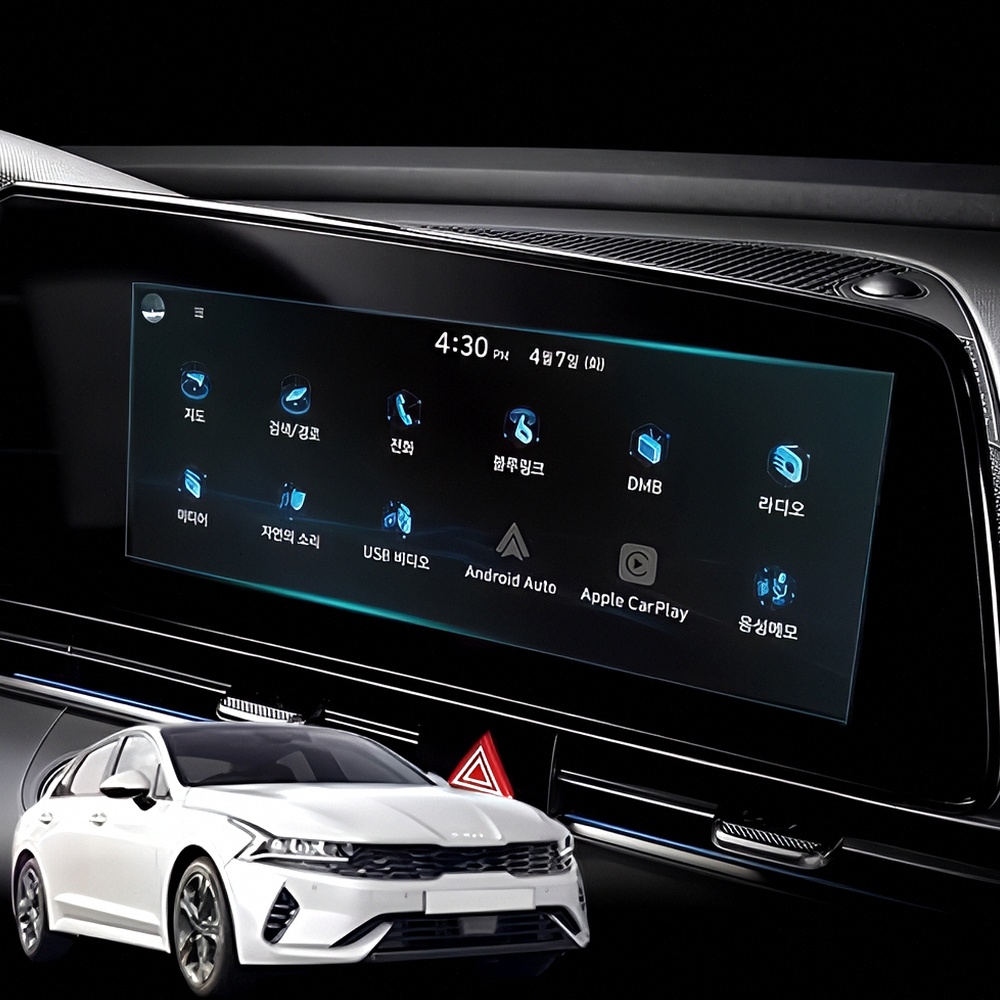 4:30 PM 4월 7일 (화)
지도
검색/경로
전화
블루링크
DMB
라디오
미디어
자연의 소리
USB 비디오
Android Auto
Apple CarPlay
음성메모